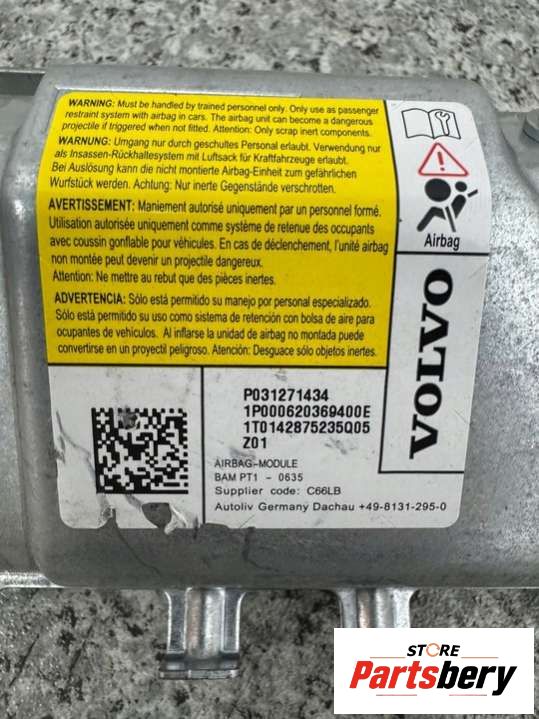 WARNING: Must be handled by trained personnel only. Only use as passenger
restraint system with airbag in cars. The airbag unit can become a dangerous
projectile if triggered when not fitted. Attention: Only scrap inert components.
WARNUNG: Umgang nur durch geschultes Personal erlaubt. Verwendung nur
als Insassen-Rückhaltesystem mit Luftsack für Kraftfahrzeuge erlaubt.
Bei Auslösung kann die nicht montierte Airbag-Einheit zum gefährlichen
Wurfstück werden. Achtung: Nur inerte Gegenstände verschrotten.
AVERTISSEMENT: Maniement autorisé uniquement par un personnel formé.
Utilisation autorisée uniquement comme système de retenue des occupants
avec coussin gonflable pour véhicules. En cas de déclenchement, l'unité airbag
non montée peut devenir un projectile dangereux.
Attention: Ne mettre au rebut que des pièces inertes.
ADVERTENCIA: Sólo está permitido su manejo por personal especializado.
Sólo está permitido su uso como sistema de retención con bolsa de aire para
ocupantes de vehículos. Al inflarse la unidad de airbag no montada puede
convertirse en un proyectil peligroso. Atención: Desguace sólo objetos inertes.
Airbag
VOLVO
P031271434
1P000620369400E
1T0142875235Q05
Z01
AIRBAG-MODULE
BAM PT1 - 0635
Supplier code: C66LB
Autoliv Germany Dachau +49-8131-295-0
STORE
Partsbery